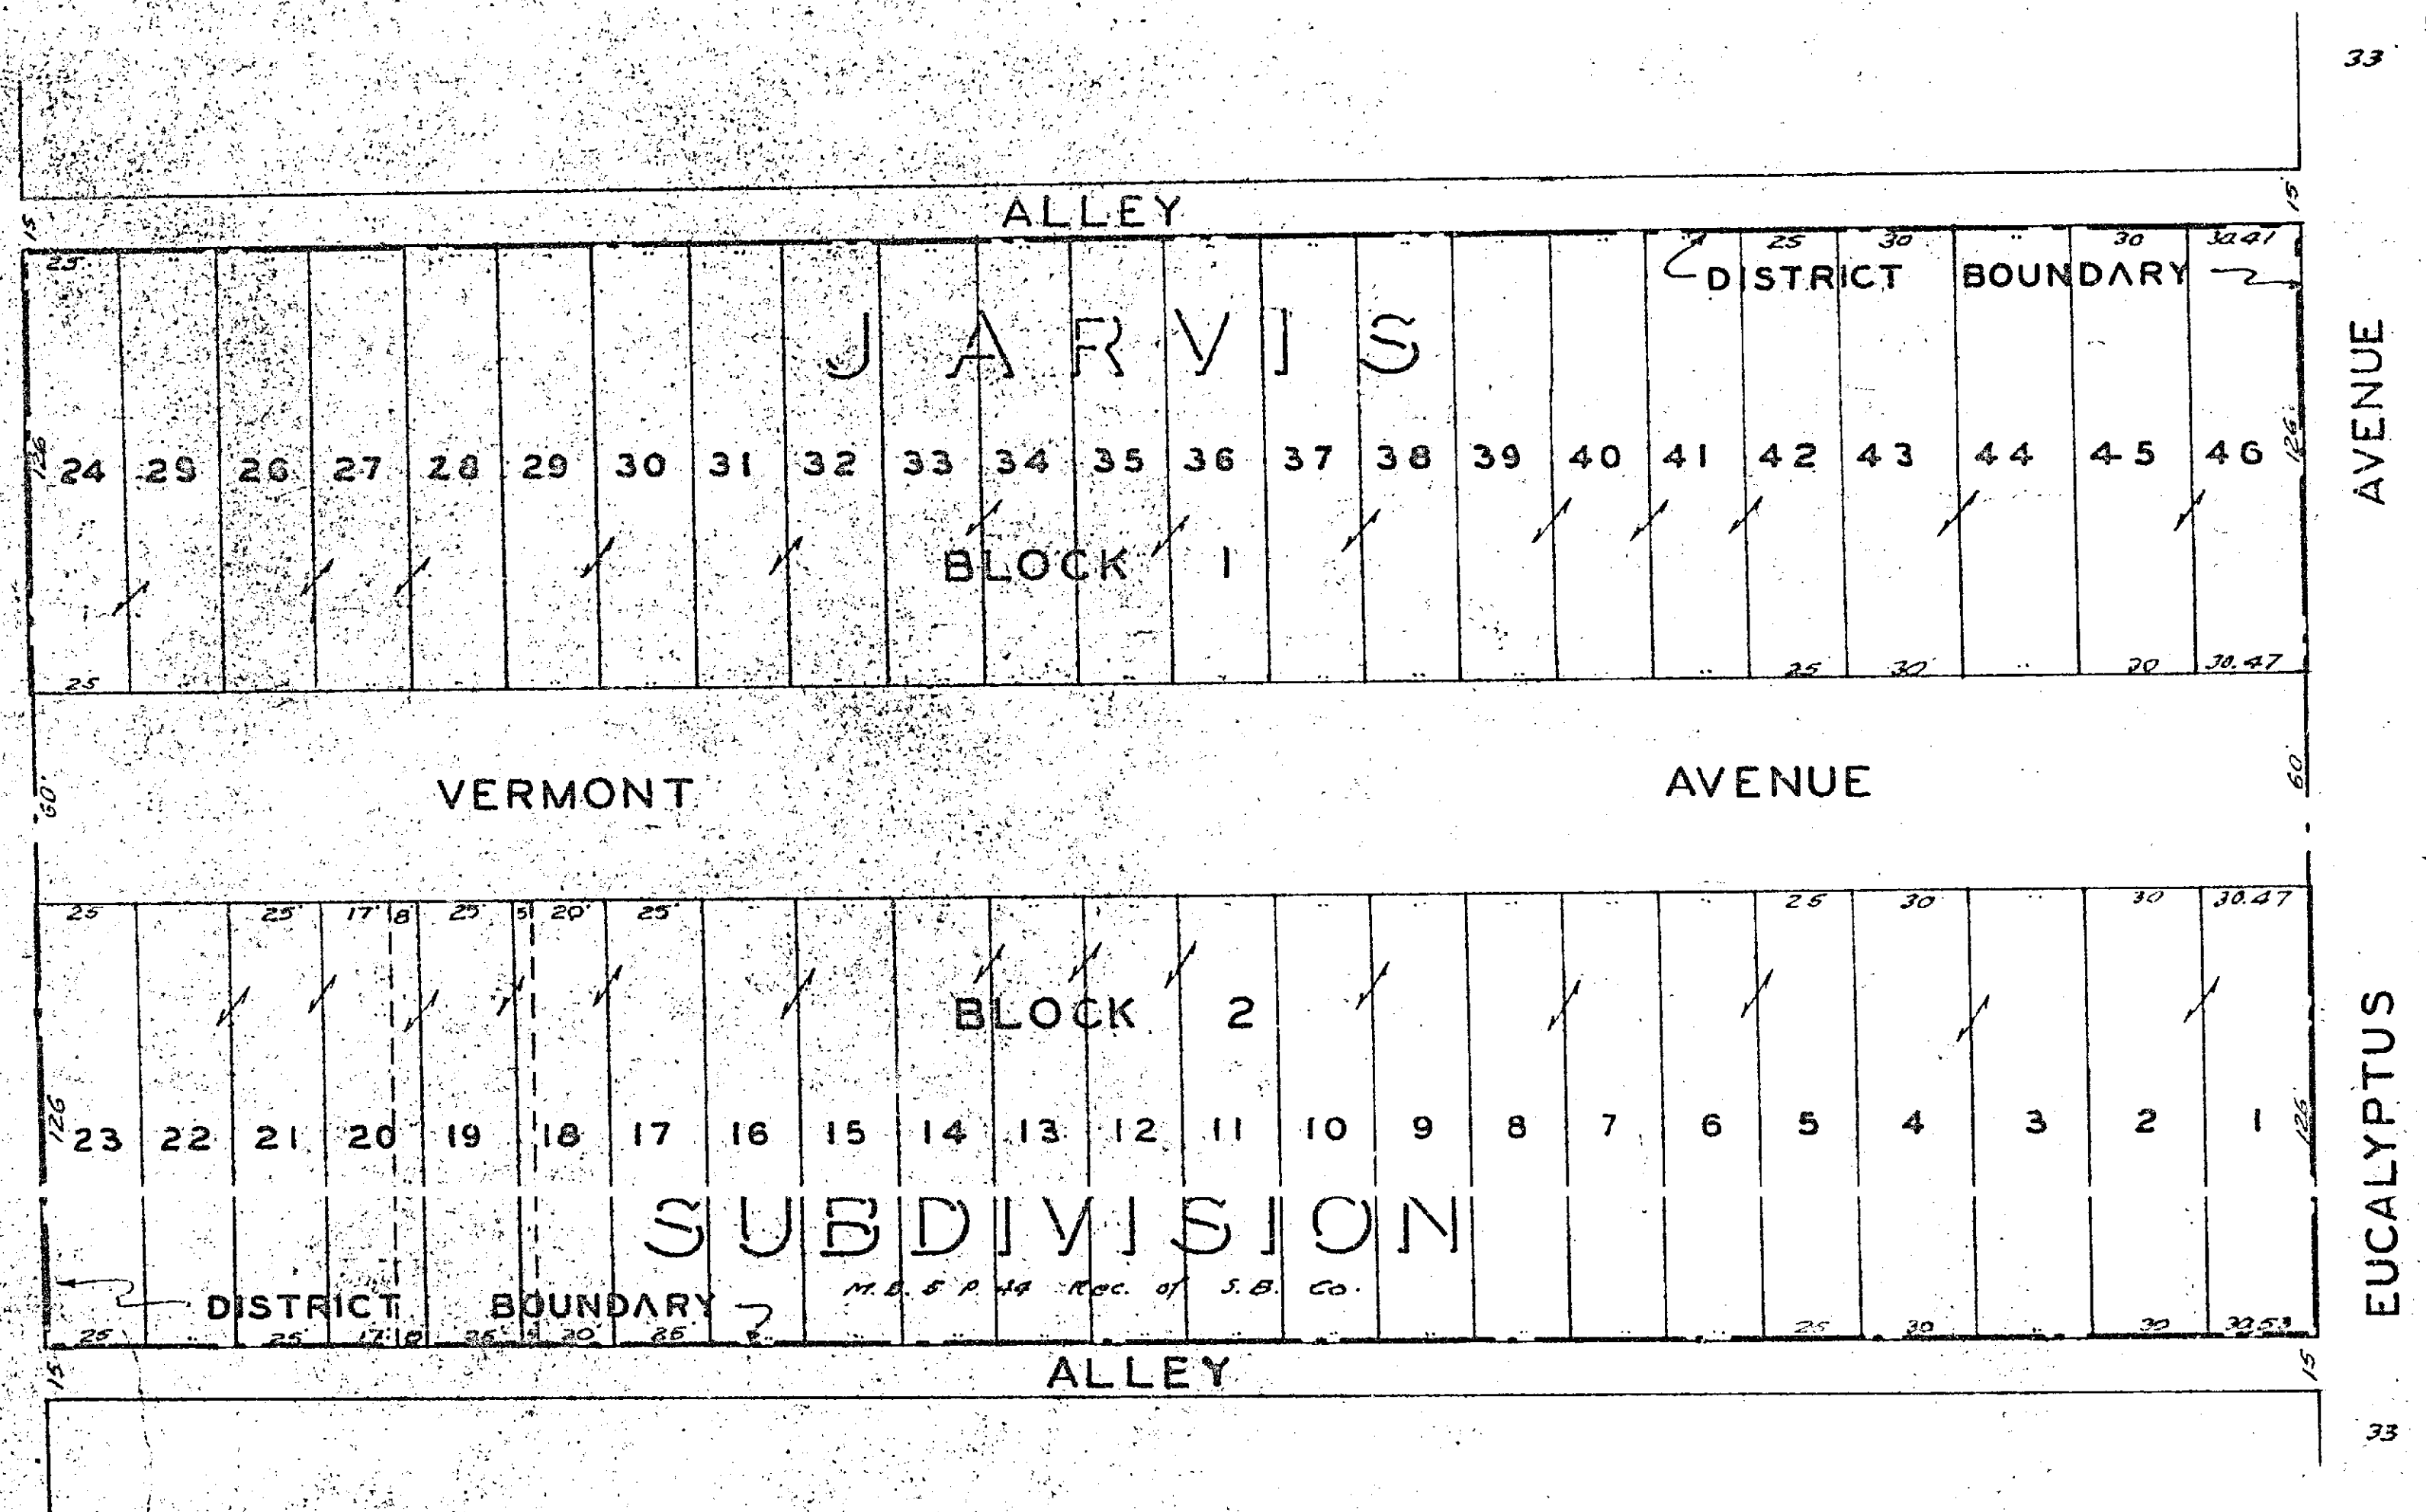 33
15 ALLEY 15
25 25 30 30 30.41
DISTRICT BOUNDARY
JARVIS
AVENUE
126 24 25 26 27 28 29 30 31 32 33 34 35 36 37 38 39 40 41 42 43 44 45 46 126
BLOCK 1
25 25 30 30 30.47
60' VERMONT AVENUE 60'
25 25' 17' 8' 25' 5' 20' 25' 25 30 30 30.47
BLOCK 2
126 23 22 21 20 19 18 17 16 15 14 13 12 11 10 9 8 7 6 5 4 3 2 1 126
EUCALYPTUS
SUBDIVISION
M.B. 5 P. 44 Rec. of S.B. Co.
DISTRICT BOUNDARY
25 25' 17' 8 25' 5 20' 25' 25 30 30 30.53
15 ALLEY 15
33